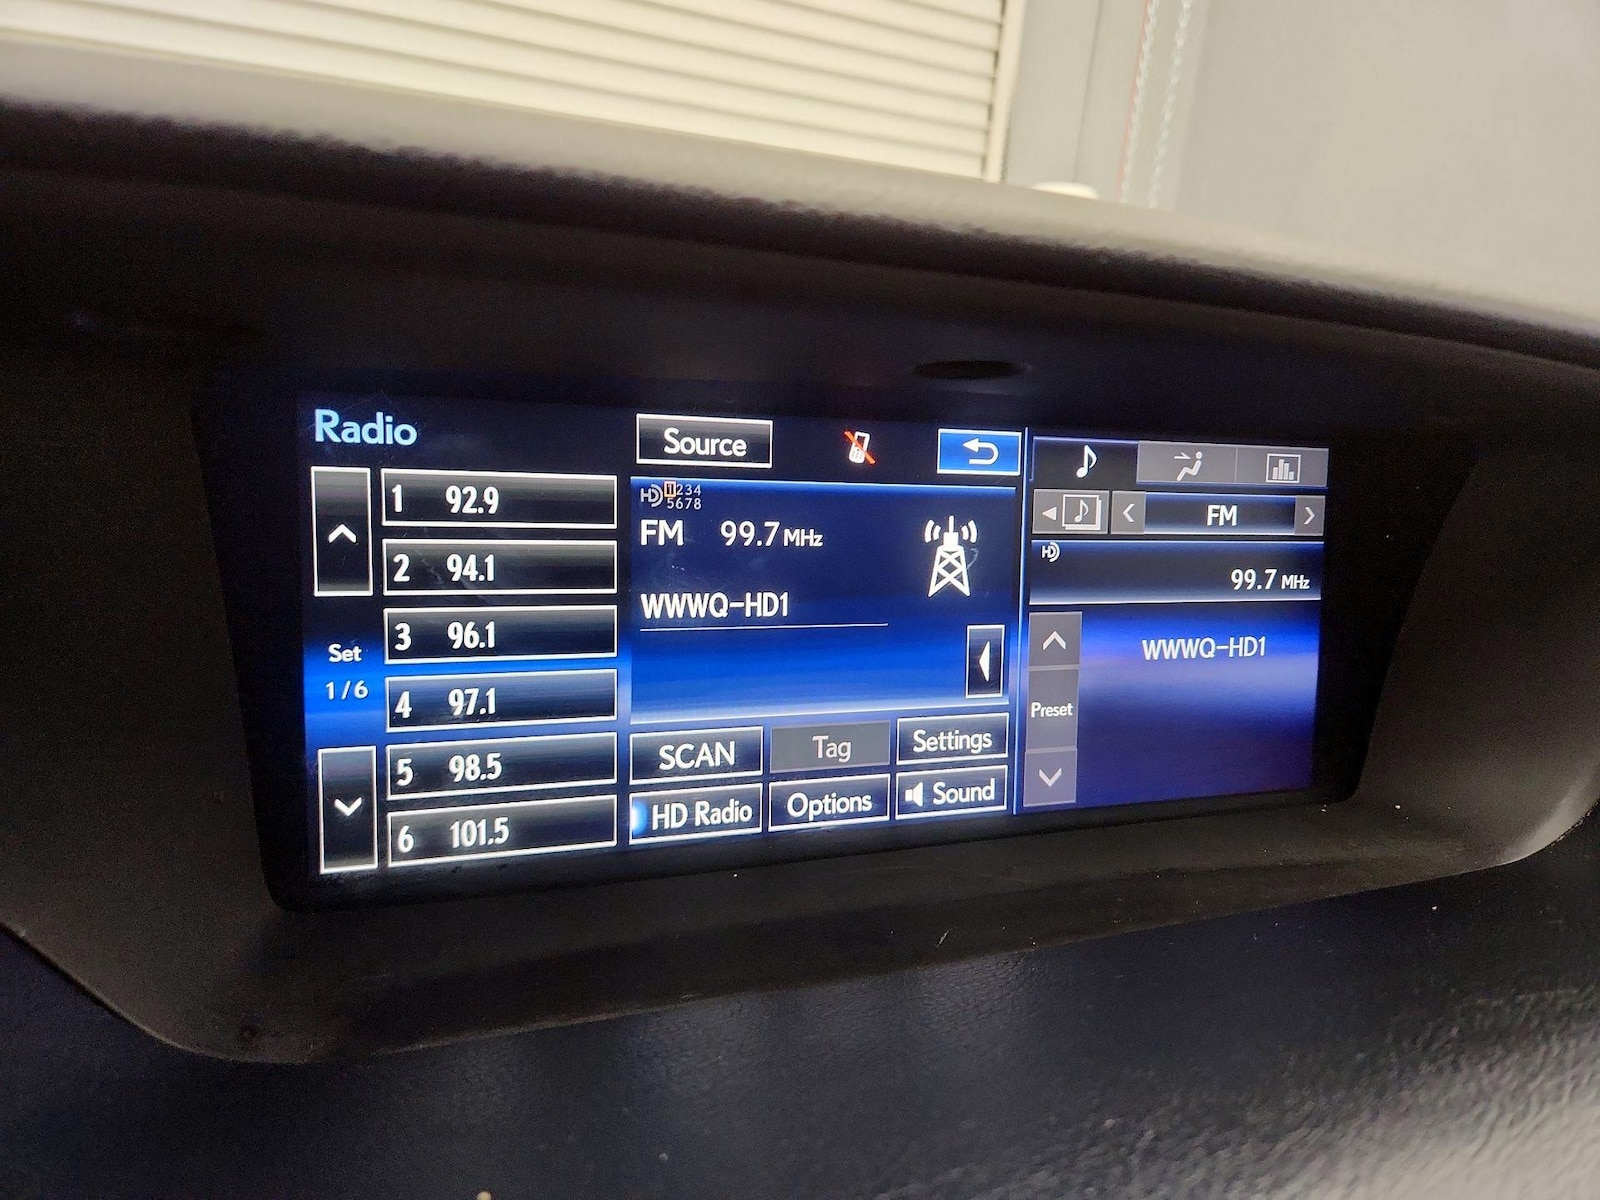 Radio
Source
1 92.9
2 94.1
3 96.1
4 97.1
5 98.5
6 101.5
Set
1/6
HD 1234
5678
FM 99.7 MHz
WWWQ-HD1
SCAN
Tag
Settings
HD Radio
Options
Sound
FM
HD
99.7 MHz
WWWQ-HD1
Preset